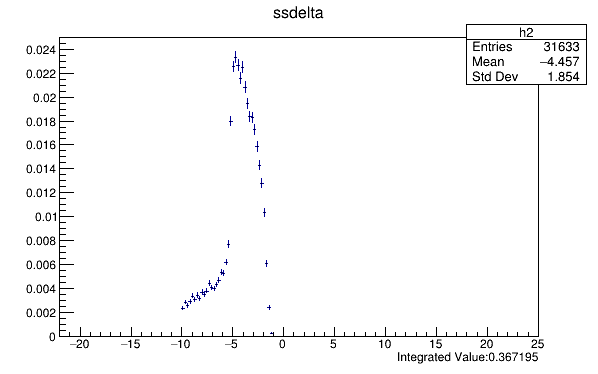 ssdelta
h2
Entries 31633
Mean −4.457
Std Dev 1.854
0.024
0.022
0.02
0.018
0.016
0.014
0.012
0.01
0.008
0.006
0.004
0.002
0
−20 −15 −10 −5 0 5 10 15 20 25
Integrated Value:0.367195